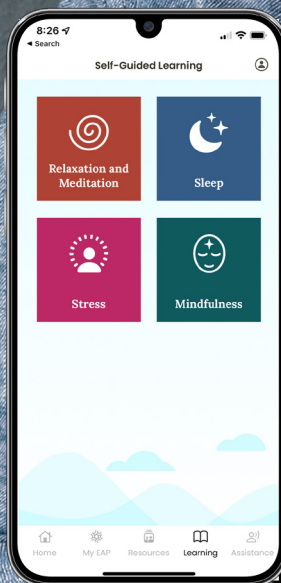 8:26
◀ Search
Self-Guided Learning
Relaxation and
Meditation
Sleep
Stress
Mindfulness
Home
My EAP
Resources
Learning
Assistance